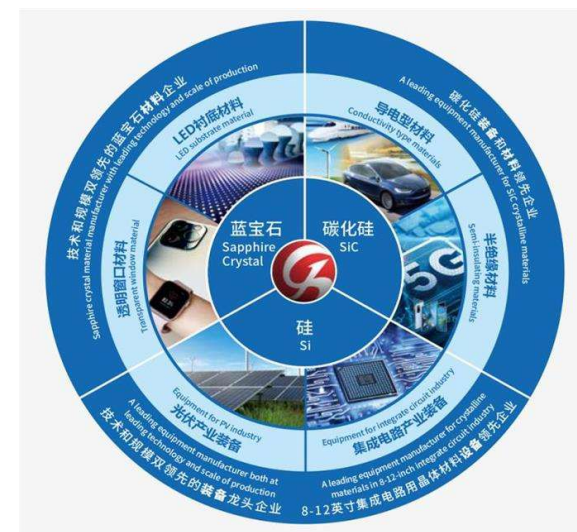 技术和规模双领先的蓝宝石材料企业
Sapphire crystal material manufacturer with leading technology and scale of production
碳化硅装备和材料领先企业
A leading equipment manufacturer for SiC crystalline materials
LED衬底材料
LED substrate material
导电型材料
Conductivity type materials
透明窗口材料
Transparent window material
半绝缘材料
Semi-insulating materials
5G
蓝宝石
Sapphire
Crystal
碳化硅
SiC
硅
Si
Equipment for PV industry
光伏产业装备
A leading equipment manufacturer both at
leading technology and scale of production
技术和规模双领先的装备龙头企业
Equipment for integrate circuit industry
集成电路产业装备
A leading equipment manufacturer for crystalline
materials in 8-12-inch integrate circuit industry
8-12英寸集成电路用晶体材料设备领先企业